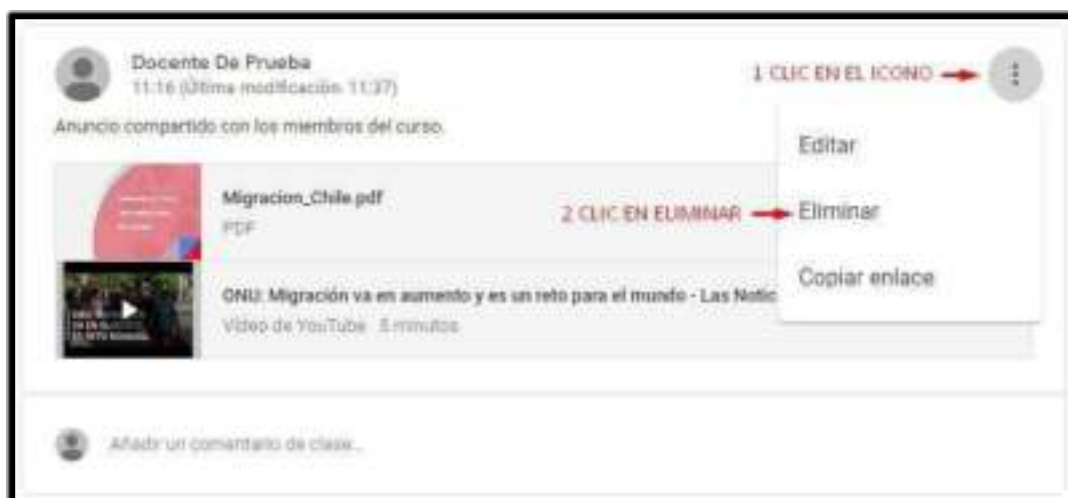 Docente De Prueba
11:16 (Última modificación: 11:37)
1 CLIC EN EL ICONO
Anuncio compartido con los miembros del curso.
Editar
Migracion_Chile.pdf
PDF
2 CLIC EN ELIMINAR
Eliminar
Copiar enlace
ONU: Migración va en aumento y es un reto para el mundo - Las Notic
Vídeo de YouTube 5 minutos
Añadir un comentario de clase...